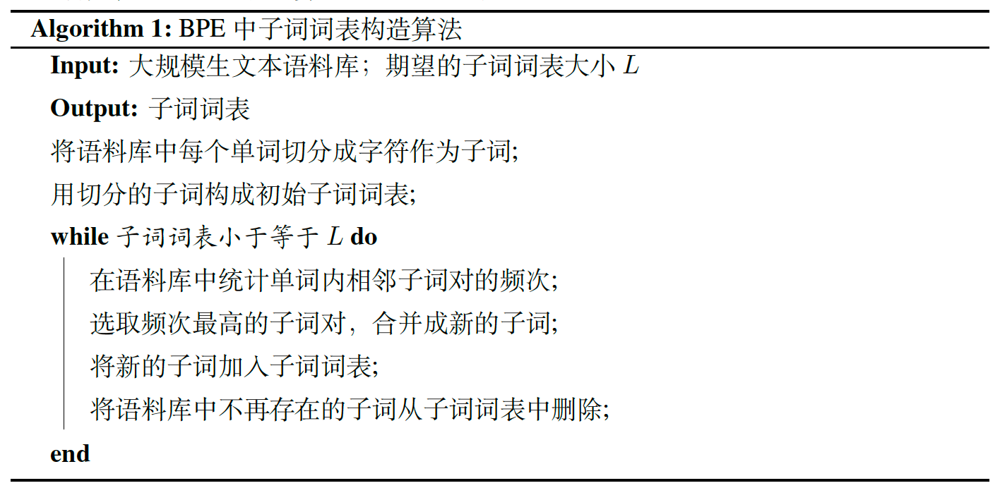 Algorithm 1: BPE 中子词词表构造算法
Input: 大规模生文本语料库；期望的子词词表大小 L
Output: 子词词表
将语料库中每个单词切分成字符作为子词;
用切分的子词构成初始子词词表;
while 子词词表小于等于 L do
在语料库中统计单词内相邻子词对的频次;
选取频次最高的子词对，合并成新的子词;
将新的子词加入子词词表;
将语料库中不再存在的子词从子词词表中删除;
end